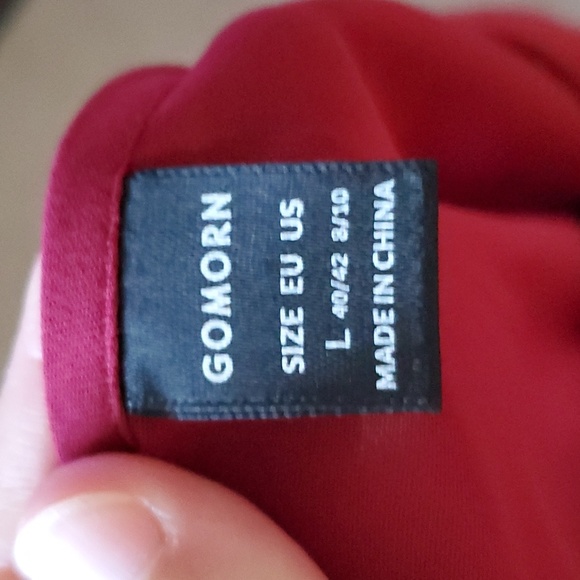 GOMORN
SIZE EU US
L 40/42 8/10
MADE IN CHINA